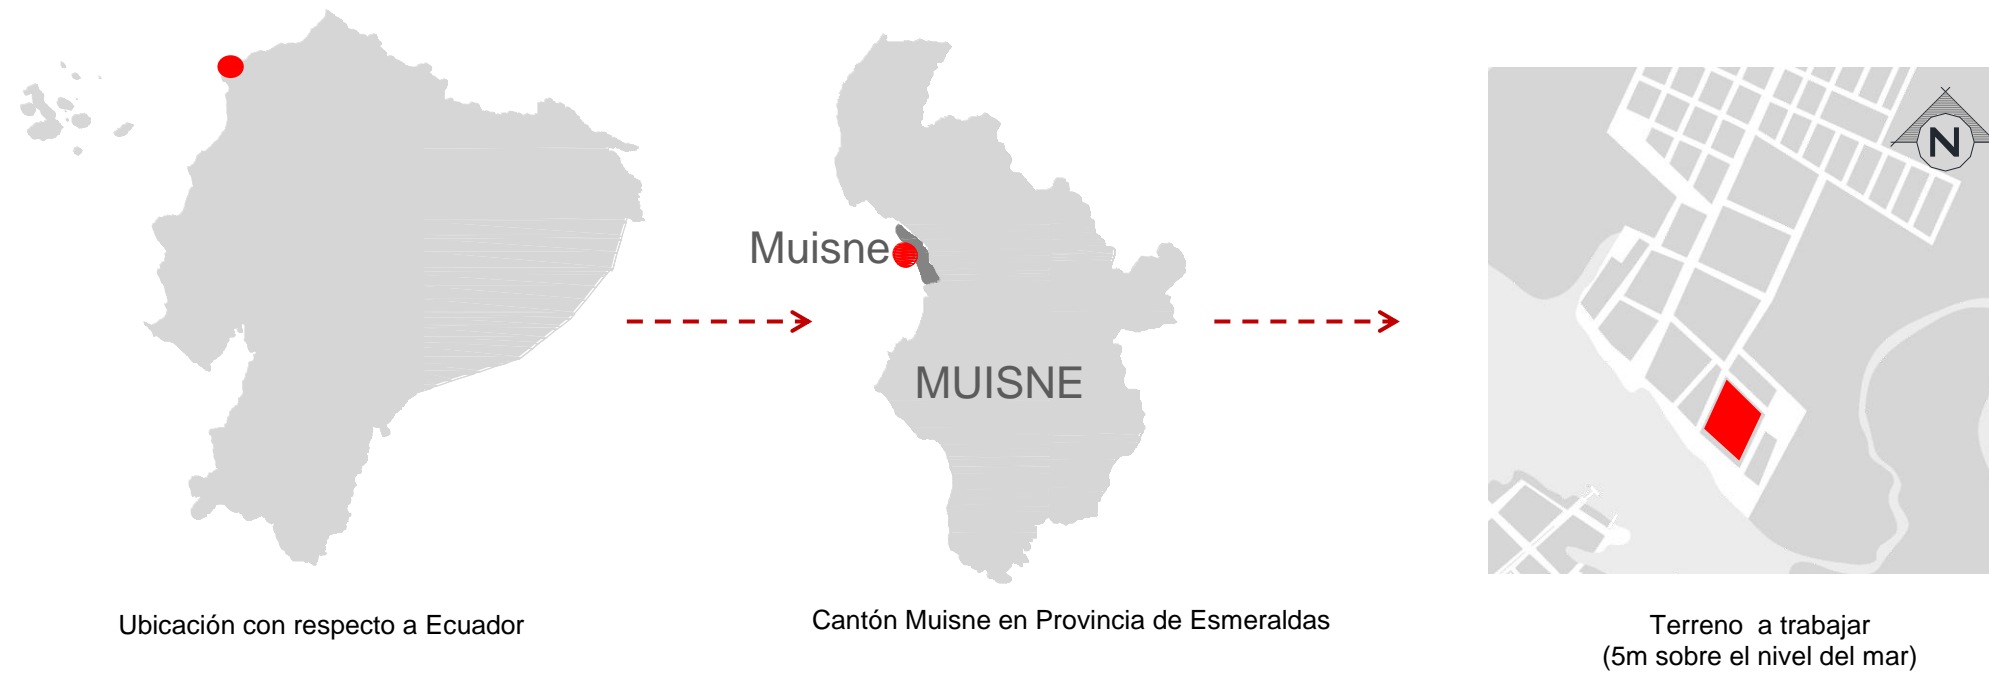 Muisne
MUISNE
N
Ubicación con respecto a Ecuador
Cantón Muisne en Provincia de Esmeraldas
Terreno a trabajar
(5m sobre el nivel del mar)